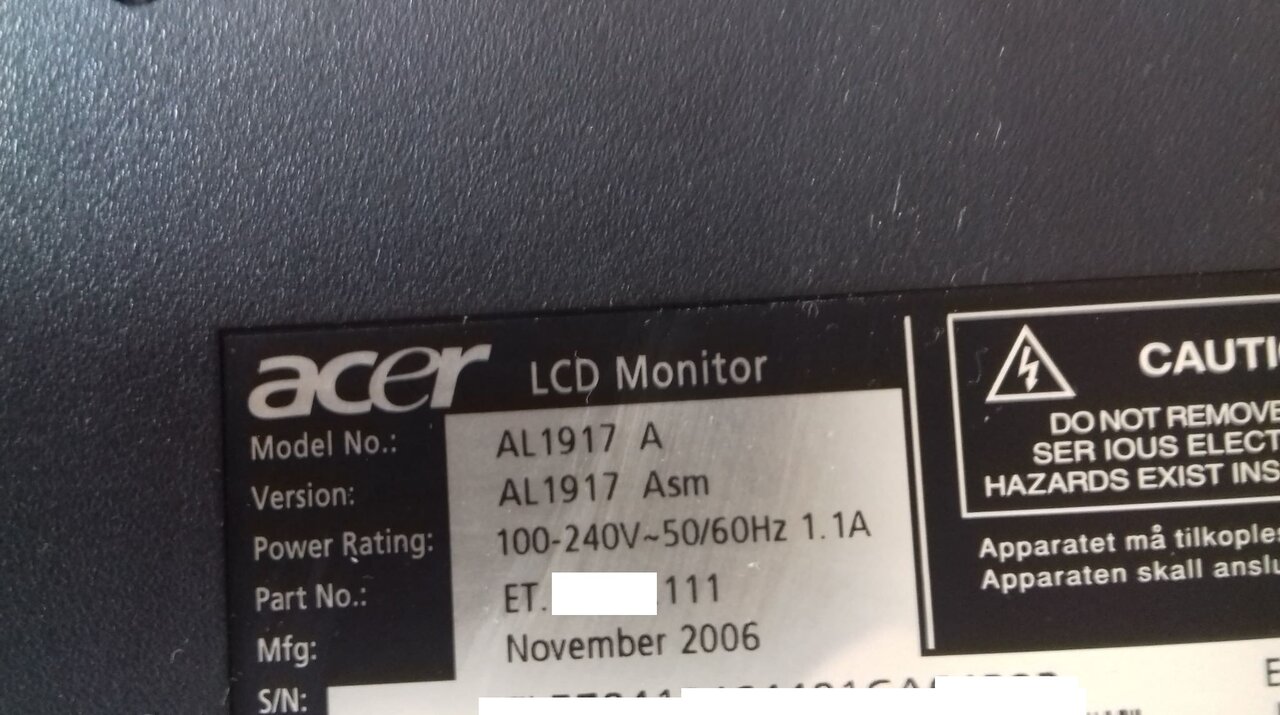 acer LCD Monitor
Model No.: AL1917 A
Version: AL1917 Asm
Power Rating: 100-240V~50/60Hz 1.1A
Part No.: ET. 111
Mfg: November 2006
S/N:
CAUTI
DO NOT REMOVE
SER IOUS ELECT
HAZARDS EXIST INS
Apparatet må tilkople
Apparaten skall anslu